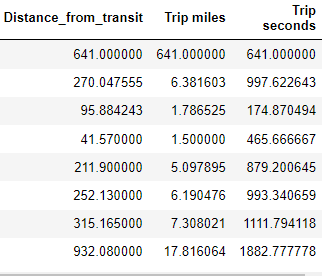 Distance_from_transit Trip miles Trip seconds
641.000000 641.000000 641.000000
270.047555 6.381603 997.622643
95.884243 1.786525 174.870494
41.570000 1.500000 465.666667
211.900000 5.097895 879.200645
252.130000 6.190476 993.340659
315.165000 7.308021 1111.794118
932.080000 17.816064 1882.777778